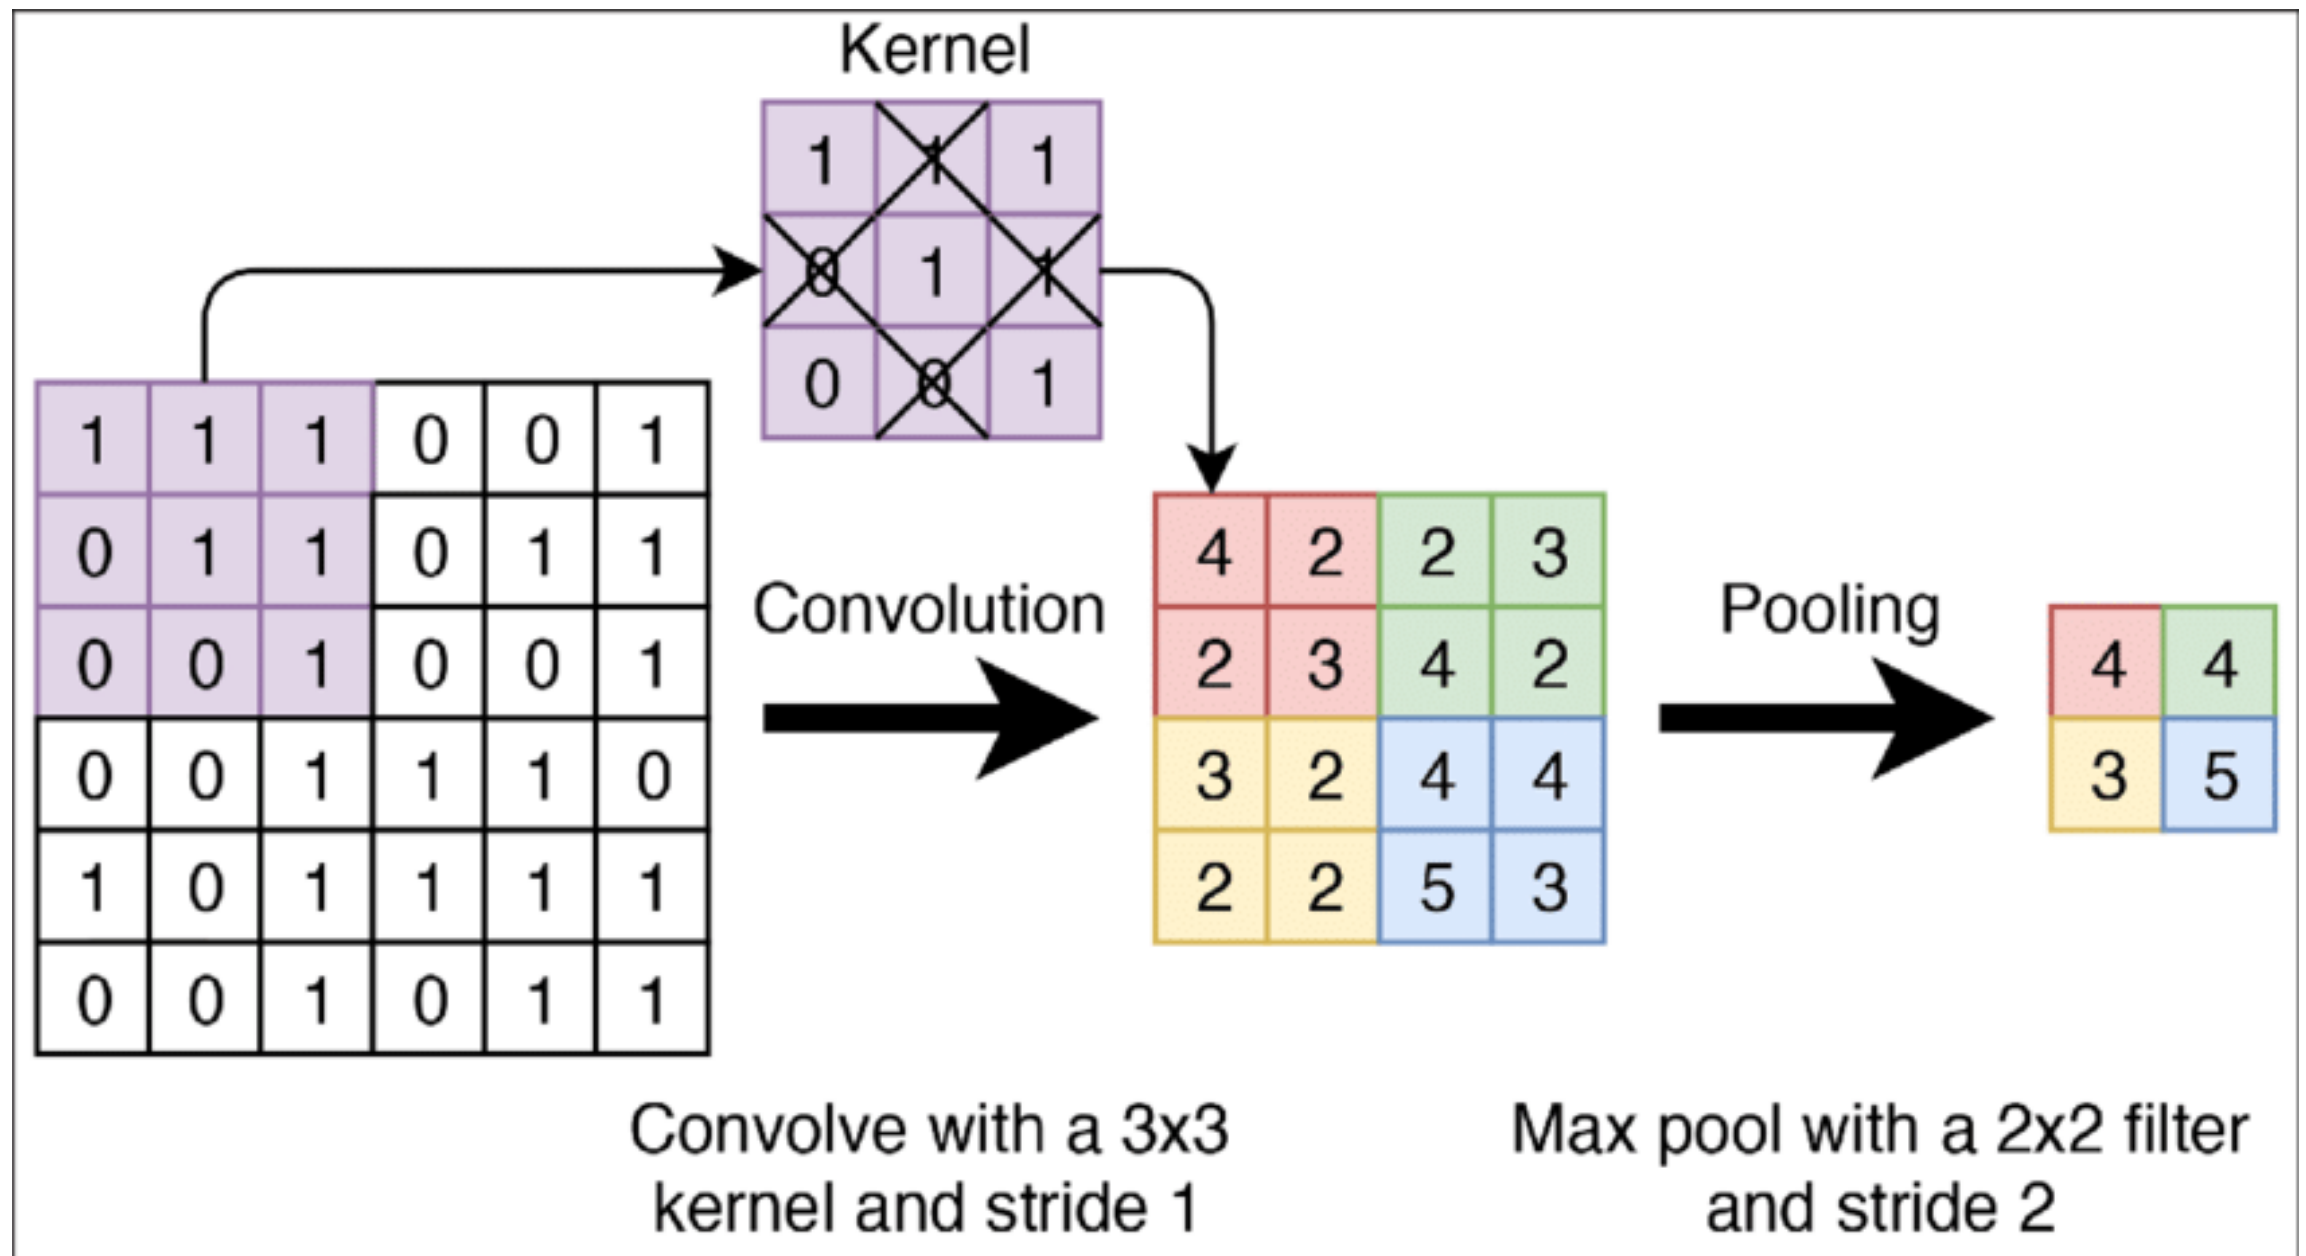 Kernel
1 1 1
0 1 1
0 0 1
1 1 1 0 0 1
0 1 1 0 1 1
0 0 1 0 0 1
0 0 1 1 1 0
1 0 1 1 1 1
0 0 1 0 1 1
Convolution
4 2 2 3
2 3 4 2
3 2 4 4
2 2 5 3
Pooling
4 4
3 5
Convolve with a 3x3
kernel and stride 1
Max pool with a 2x2 filter
and stride 2